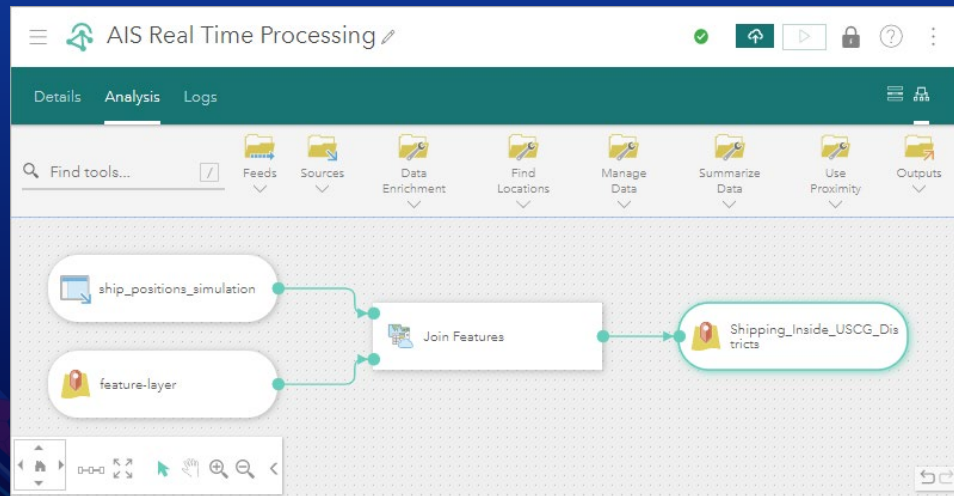 AIS Real Time Processing
?
Details Analysis Logs
Find tools... /
Feeds
Sources
Data
Enrichment
Find
Locations
Manage
Data
Summarize
Data
Use
Proximity
Outputs
ship_positions_simulation
feature-layer
Join Features
Shipping_Inside_USCG_Dis
tricts